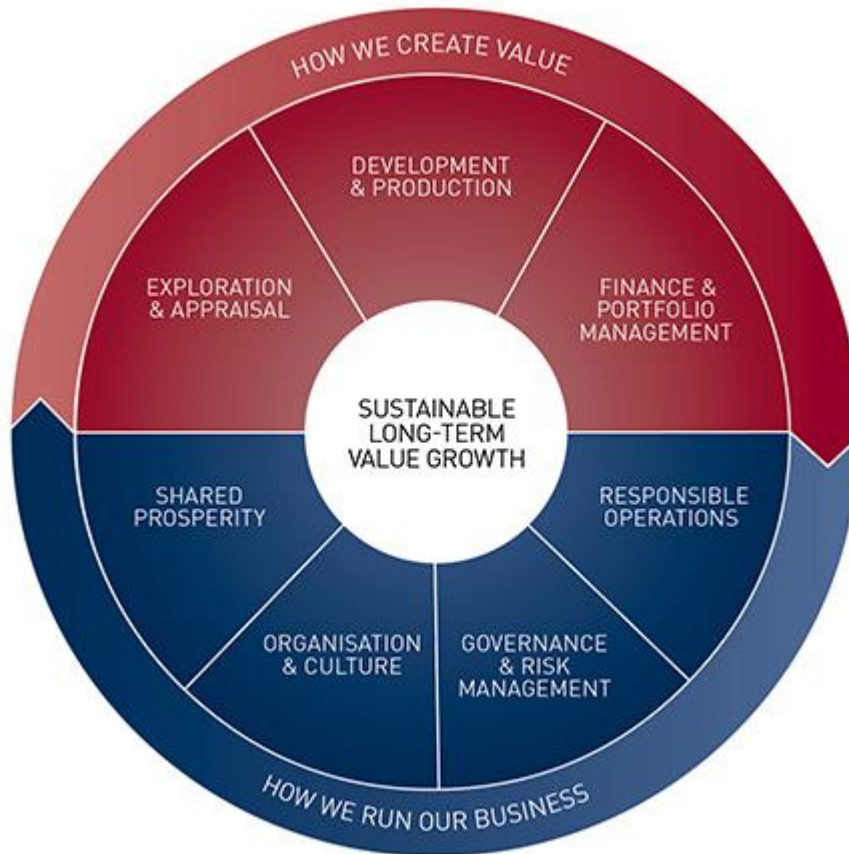 HOW WE CREATE VALUE
DEVELOPMENT
& PRODUCTION
EXPLORATION
& APPRAISAL
FINANCE &
PORTFOLIO
MANAGEMENT
SUSTAINABLE
LONG-TERM
VALUE GROWTH
SHARED
PROSPERITY
RESPONSIBLE
OPERATIONS
ORGANISATION
& CULTURE
GOVERNANCE
& RISK
MANAGEMENT
HOW WE RUN OUR BUSINESS